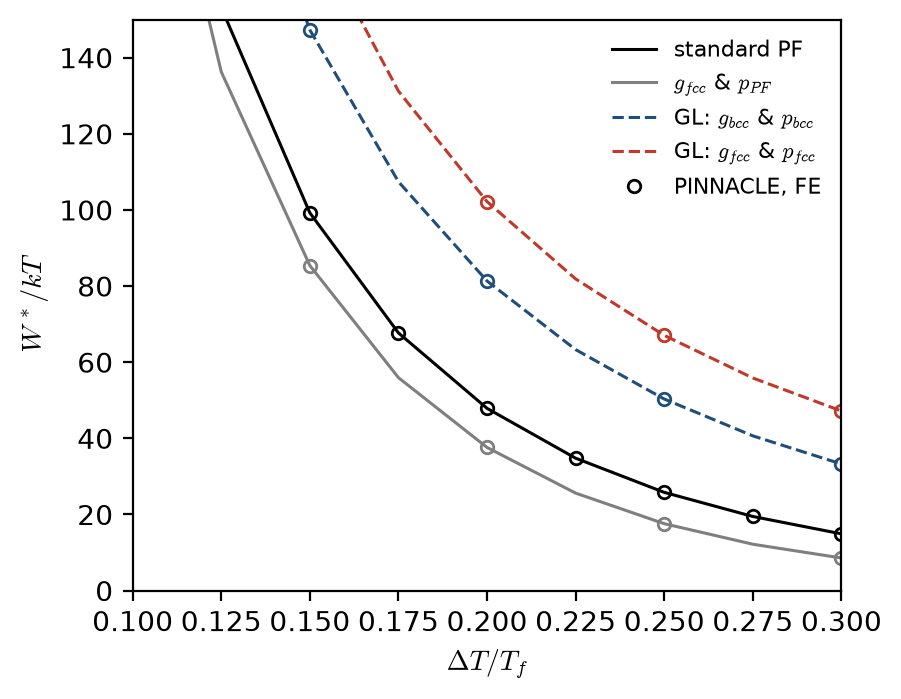 140
120
100
80
60
40
20
0
W* / kT
0.100 0.125 0.150 0.175 0.200 0.225 0.250 0.275 0.300
ΔT/T_f
standard PF
g_fcc & p_PF
GL: g_bcc & p_bcc
GL: g_fcc & p_fcc
PINNACLE, FE